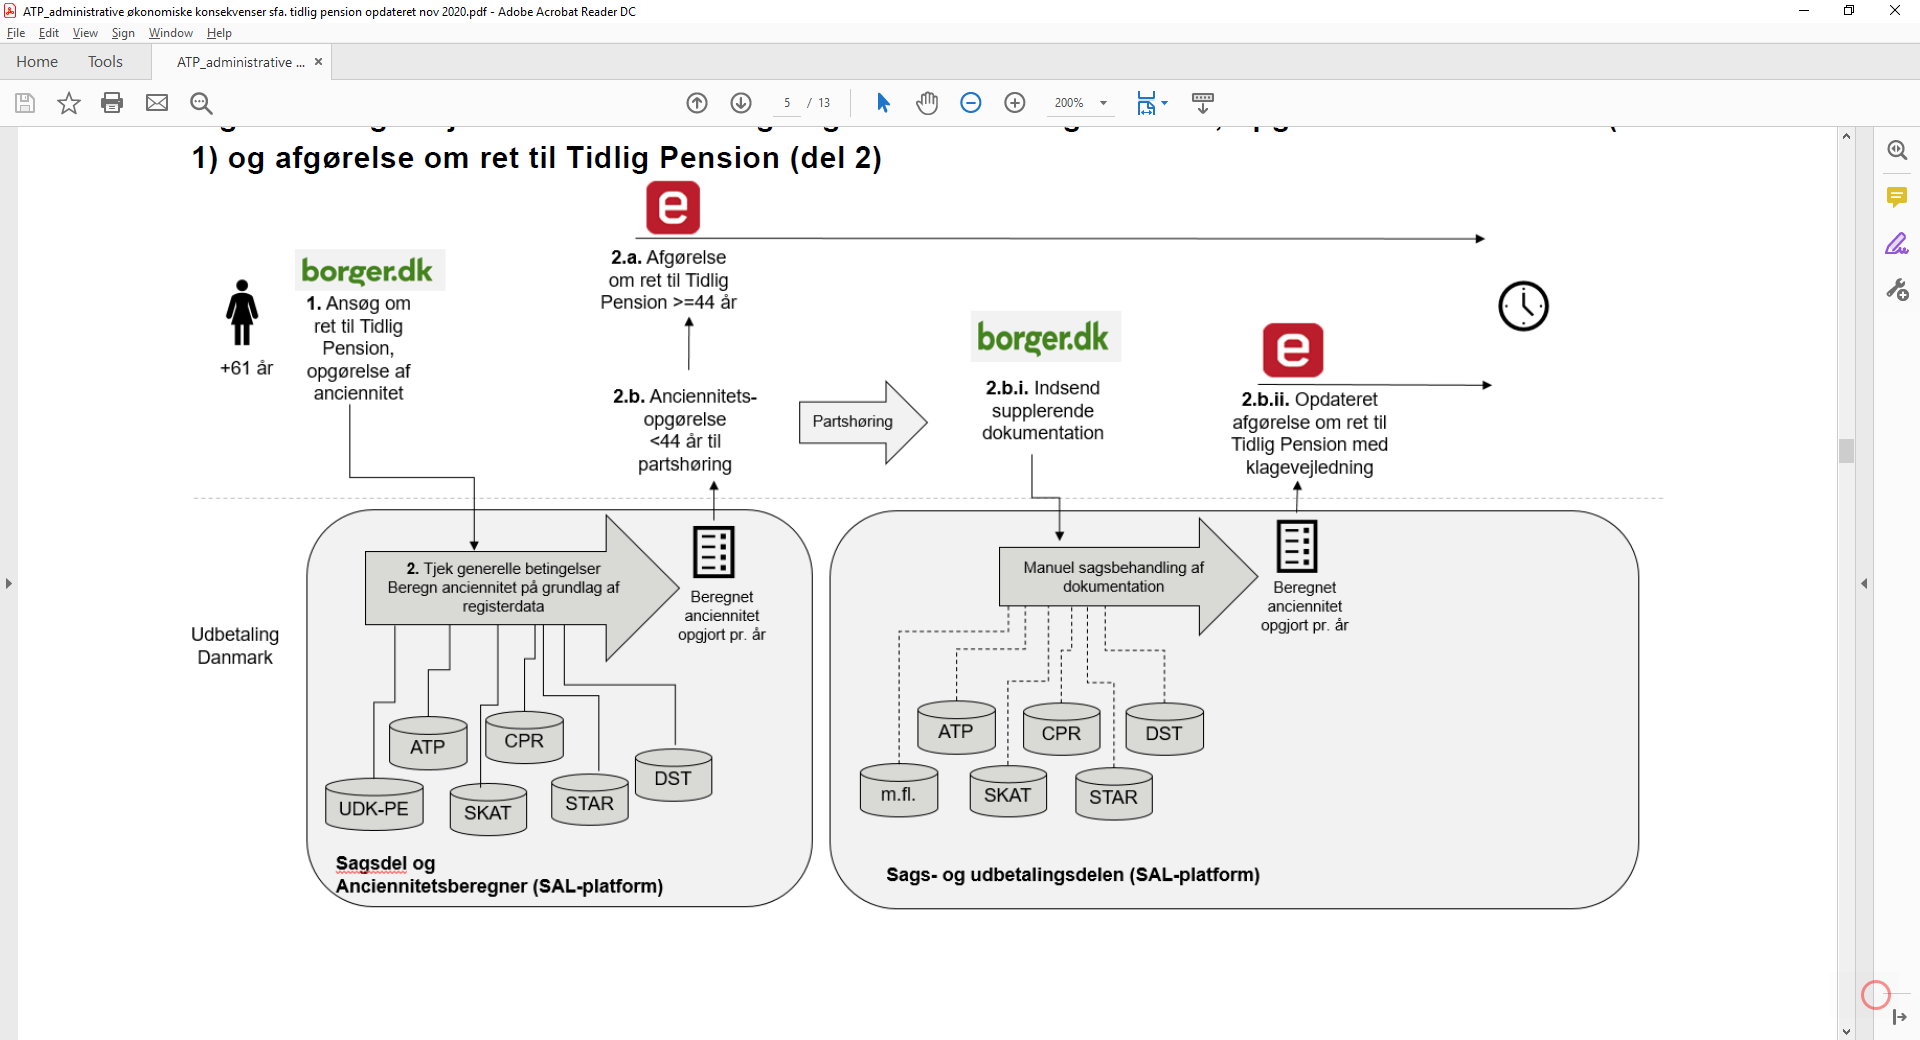 ATP_administrative økonomiske konsekvenser sfa. tidlig pension opdateret nov 2020.pdf - Adobe Acrobat Reader DC
File Edit View Sign Window Help
Home Tools ATP_administrative ... ×
5 / 13 200%
1) og afgørelse om ret til Tidlig Pension (del 2)
e
2.a. Afgørelse
om ret til Tidlig
Pension >=44 år
borger.dk
1. Ansøg om
ret til Tidlig
Pension,
opgørelse af
anciennitet
+61 år
2.b. Anciennitets-
opgørelse
<44 år til
partshøring
Partshøring
borger.dk
2.b.i. Indsend
supplerende
dokumentation
e
2.b.ii. Opdateret
afgørelse om ret til
Tidlig Pension med
klagevejledning
Udbetaling
Danmark
2. Tjek generelle betingelser
Beregn anciennitet på grundlag af
registerdata
Beregnet
anciennitet
opgjort pr. år
ATP
CPR
DST
UDK-PE
SKAT
STAR
Sagsdel og
Anciennitetsberegner (SAL-platform)
Manuel sagsbehandling af
dokumentation
Beregnet
anciennitet
opgjort pr. år
ATP
CPR
DST
m.fl.
SKAT
STAR
Sags- og udbetalingsdelen (SAL-platform)